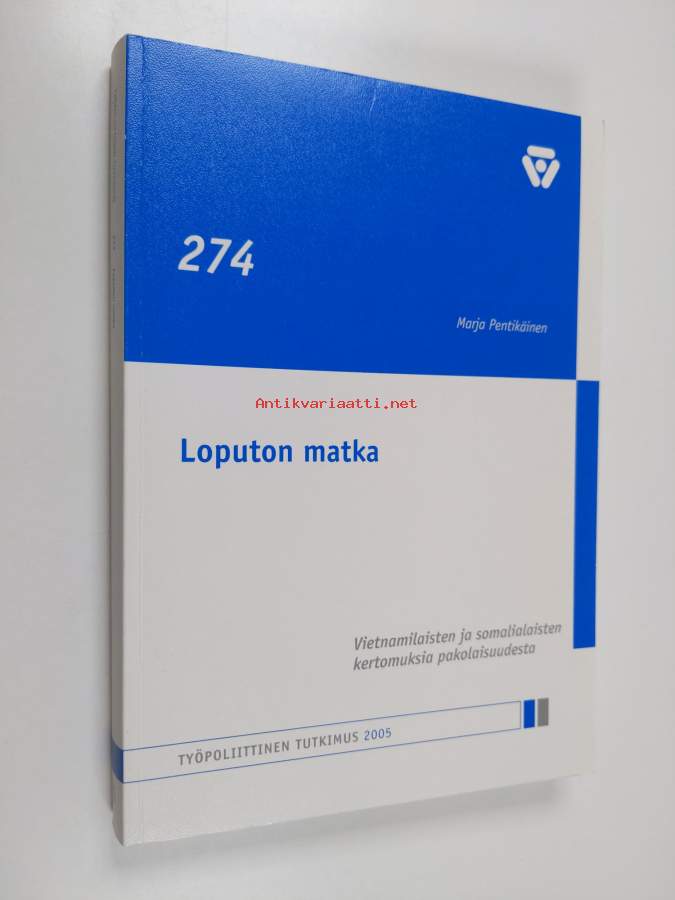 274
Marja Pentikäinen
Antikvariaatti.net
Loputon matka
Vietnamilaisten ja somalialaisten
kertomuksia pakolaisuudesta
TYÖPOLIITTINEN TUTKIMUS 2005